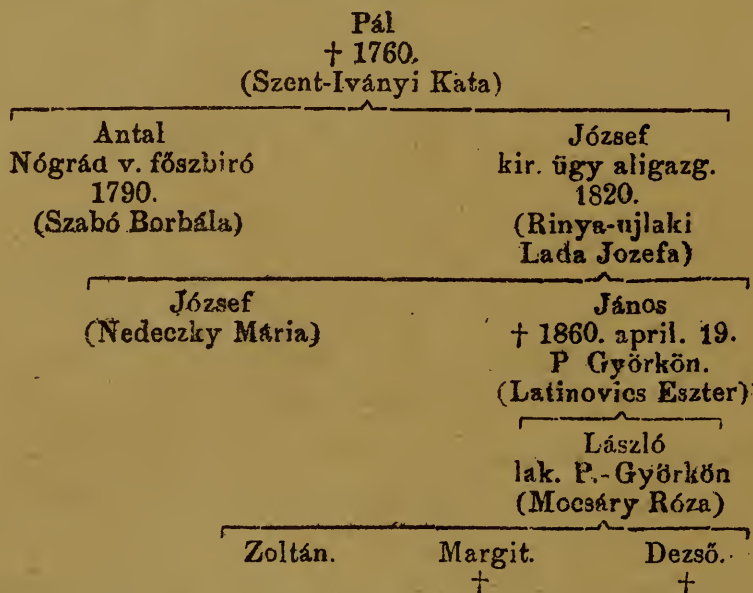 Pál
† 1760.
(Szent-Iványi Kata)
Antal
Nógrád v. főszbiró
1790.
(Szabó Borbála)
József
kir. ügy aligazg.
1820.
(Rinya-ujlaki
Lada Jozefa)
József
(Nedeczky Mária)
János
† 1860. april. 19.
P Györkön.
(Latinovics Eszter)
László
lak. P.-Györkön
(Mocsáry Róza)
Zoltán. Margit. Dezső.
† †